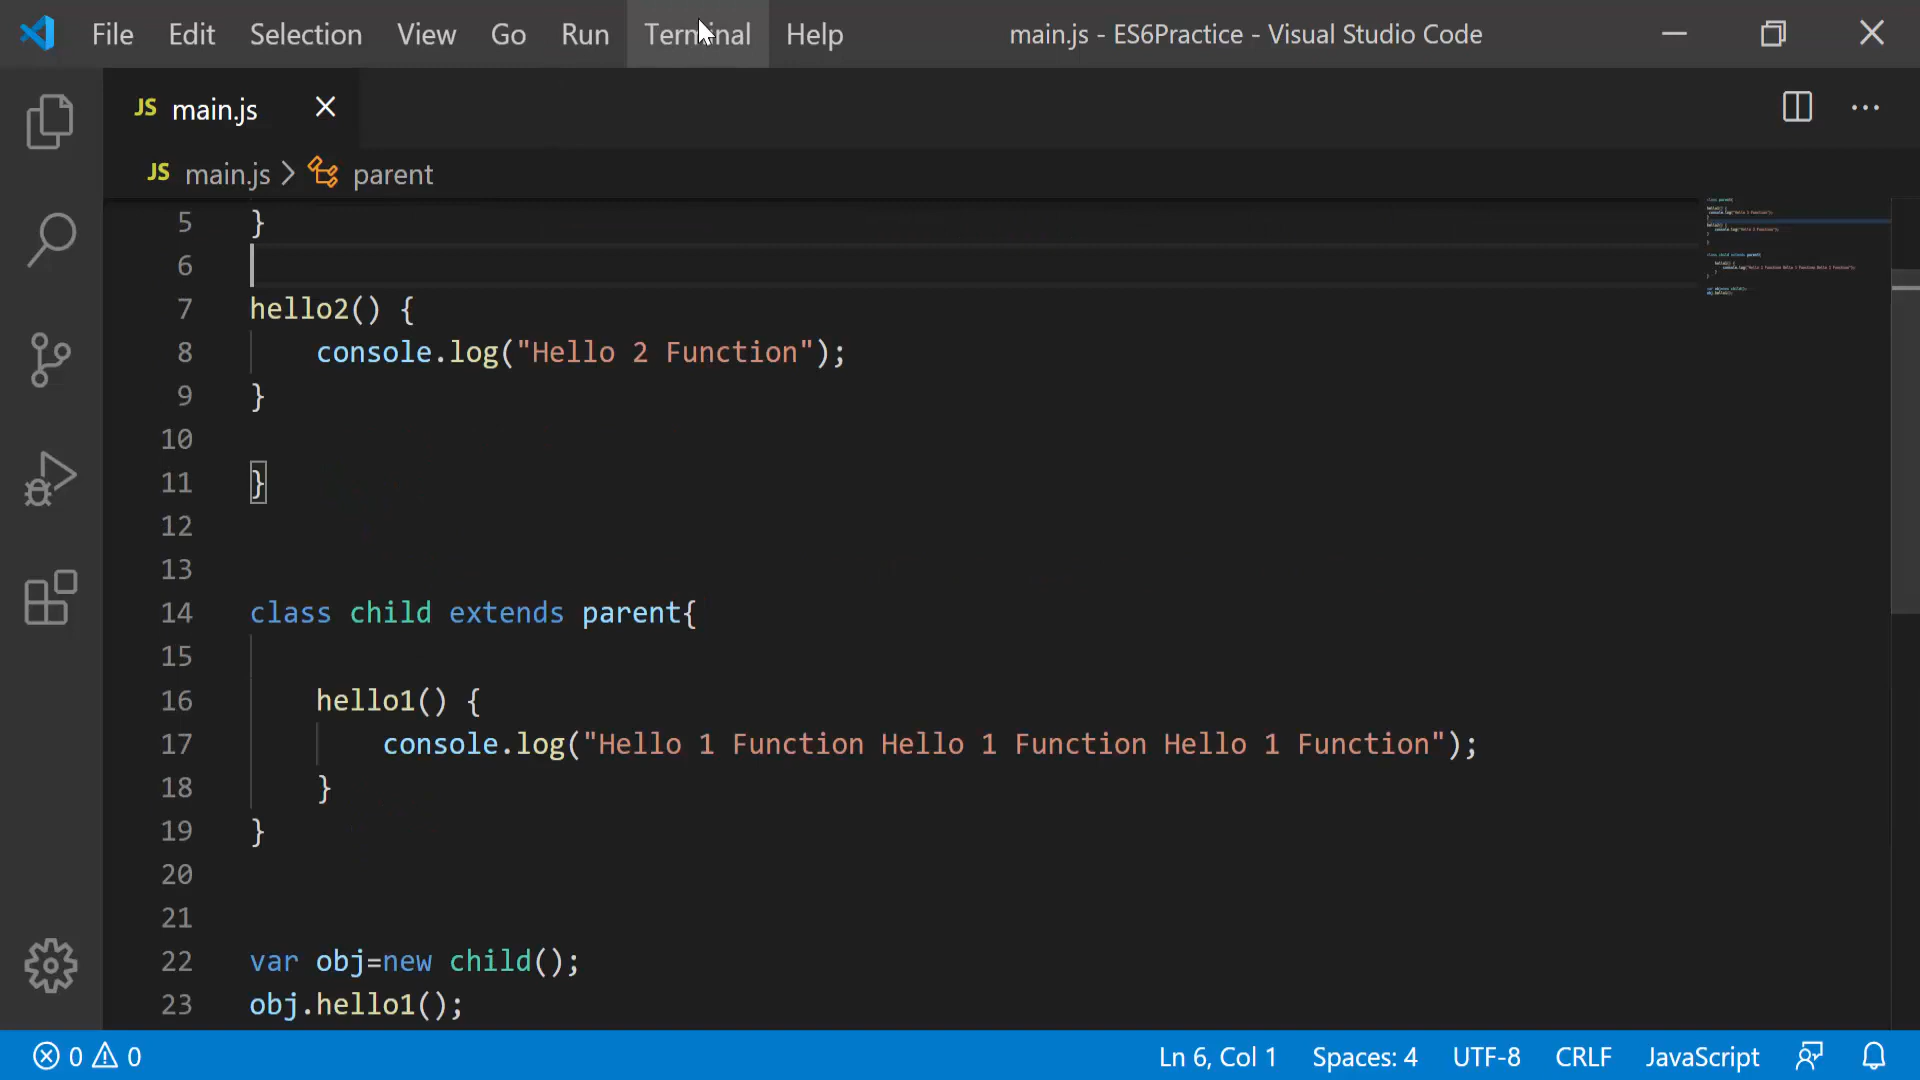 File Edit Selection View Go Run Terminal Help main.js - ES6Practice - Visual Studio Code
JS main.js
JS main.js > parent
5 }
6
7 hello2() {
8 console.log("Hello 2 Function");
9 }
10
11 }
12
13
14 class child extends parent{
15
16 hello1() {
17 console.log("Hello 1 Function Hello 1 Function Hello 1 Function");
18 }
19 }
20
21
22 var obj=new child();
23 obj.hello1();
0 0 Ln 6, Col 1 Spaces: 4 UTF-8 CRLF JavaScript